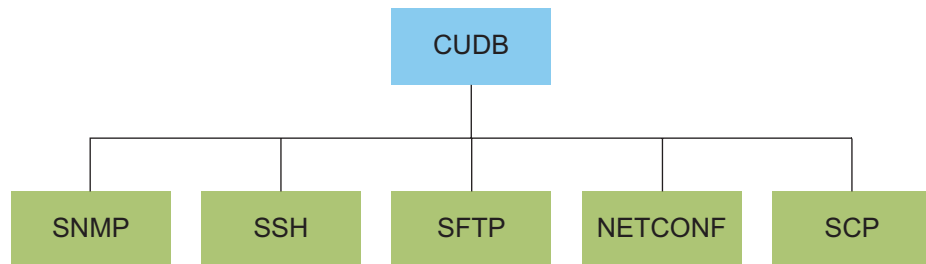 CUDB
SNMP
SSH
SFTP
NETCONF
SCP